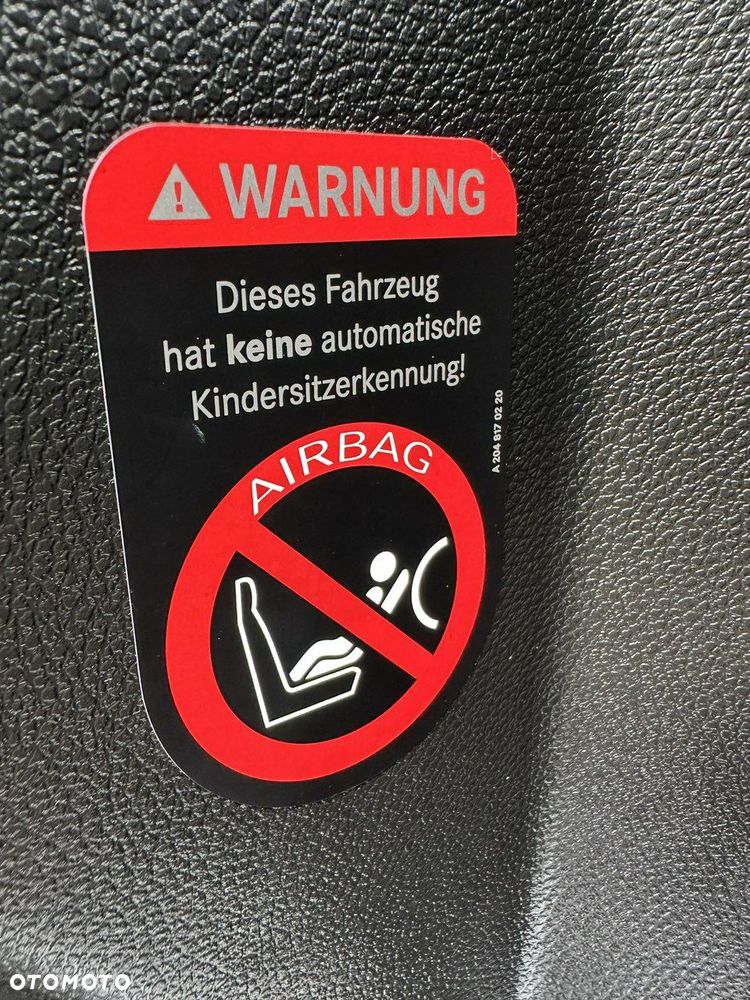 WARNUNG
Dieses Fahrzeug
hat keine automatische
Kindersitzerkennung!
A 204 817 02 20
AIRBAG
OTOMOTO